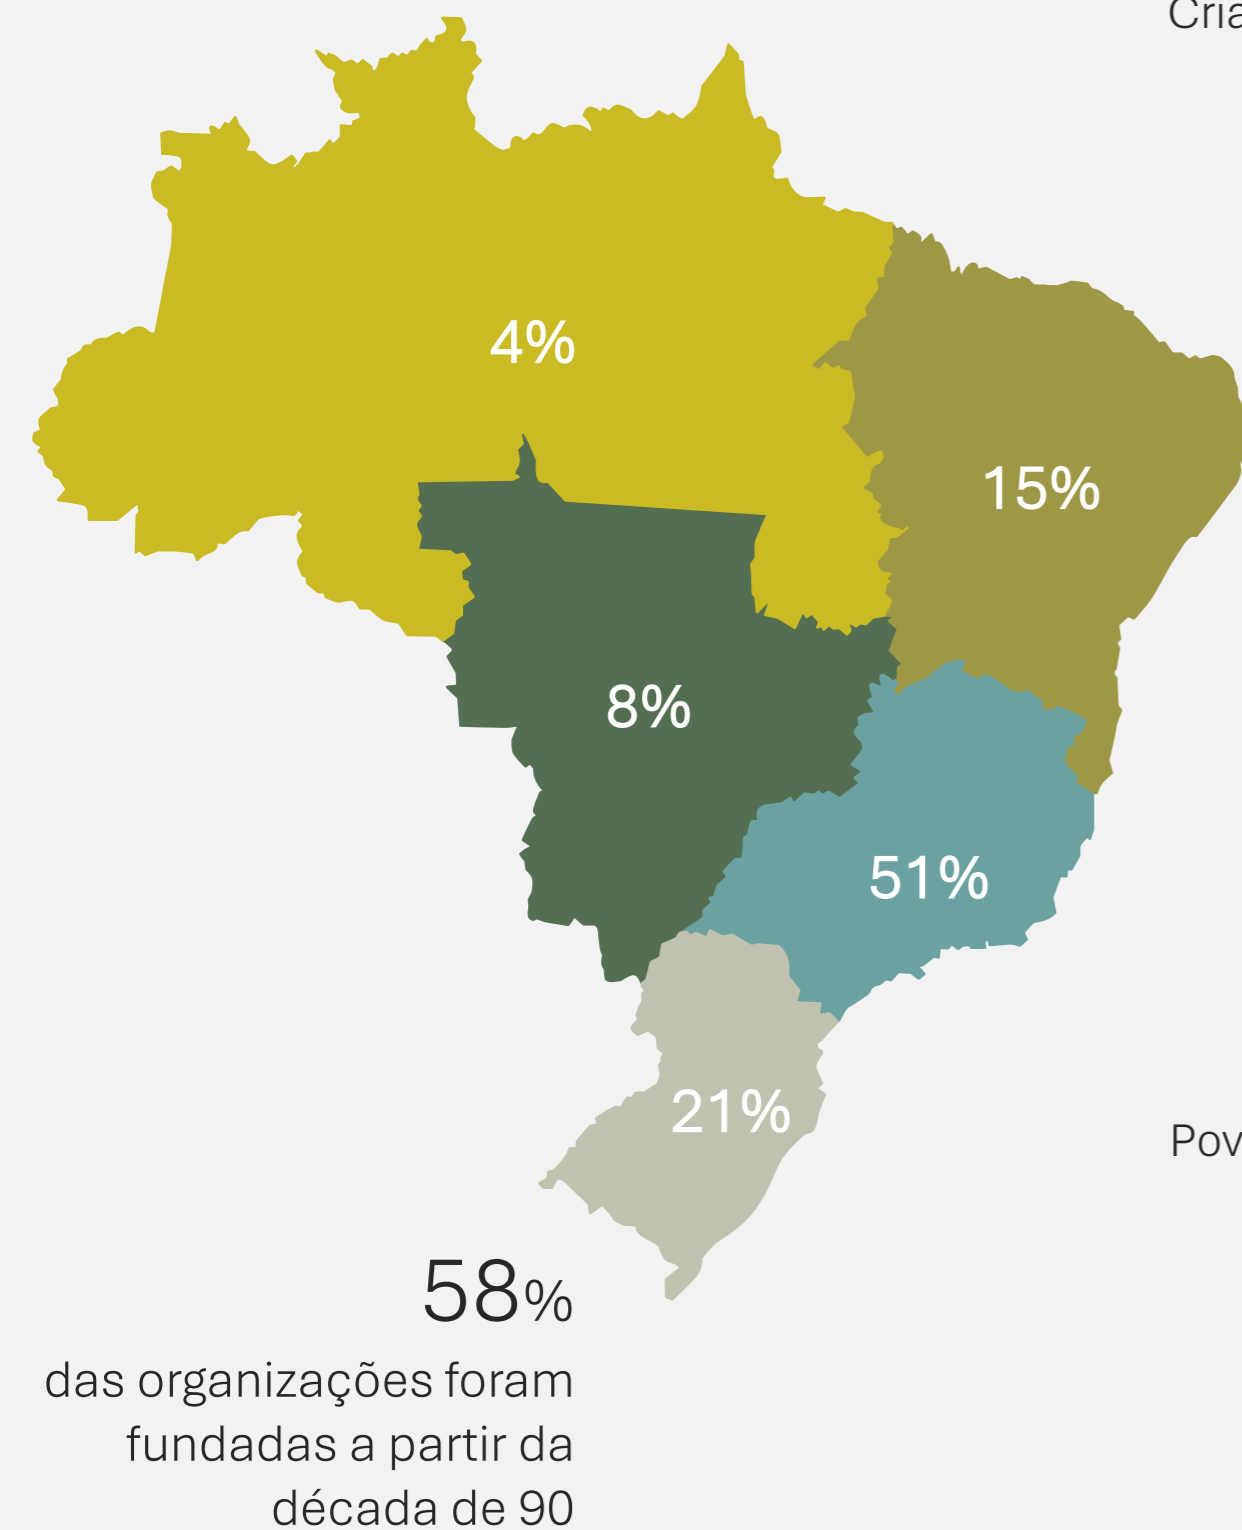 4%
15%
8%
51%
21%
58%
das organizações foram
fundadas a partir da
década de 90